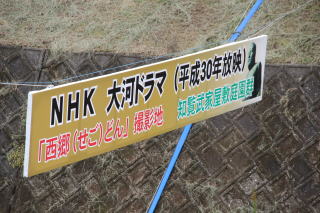 NHK 大河ドラマ（平成30年放映）
「西郷（せご）どん」撮影地 知覧武家屋敷庭園群